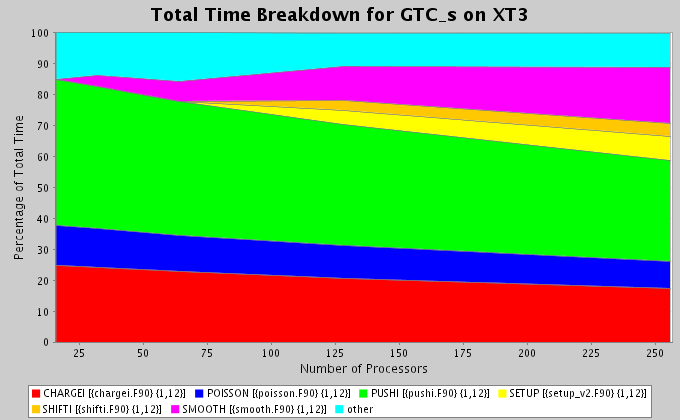 Total Time Breakdown for GTC_s on XT3
Percentage of Total Time
100
90
80
70
60
50
40
30
20
10
0
25 50 75 100 125 150 175 200 225 250
Number of Processors
CHARGEI [{chargei.F90} {1,12}] POISSON [{poisson.F90} {1,12}] PUSHI [{pushi.F90} {1,12}] SETUP [{setup_v2.F90} {1,12}]
SHIFTI [{shifti.F90} {1,12}] SMOOTH [{smooth.F90} {1,12}] other